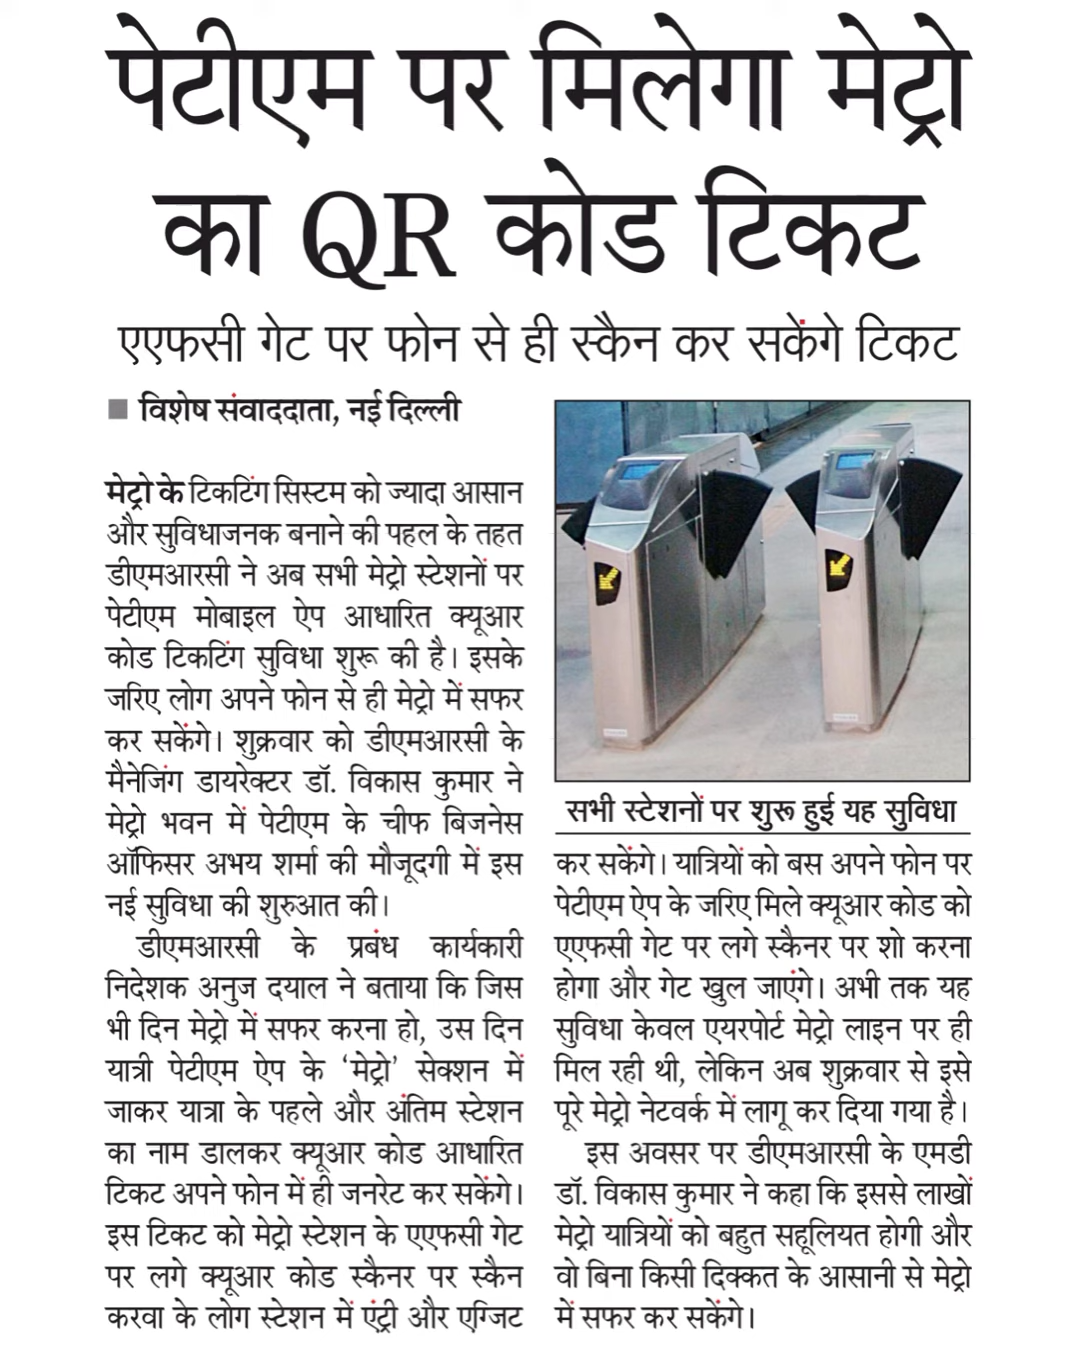 पेटीएम पर मिलेगा मेट्रो
का QR कोड टिकट
एएफसी गेट पर फोन से ही स्कैन कर सकेंगे टिकट
■ विशेष संवाददाता, नई दिल्ली
मेट्रो के टिकटिंग सिस्टम को ज्यादा आसान
और सुविधाजनक बनाने की पहल के तहत
डीएमआरसी ने अब सभी मेट्रो स्टेशनों पर
पेटीएम मोबाइल ऐप आधारित क्यूआर
कोड टिकटिंग सुविधा शुरू की है। इसके
जरिए लोग अपने फोन से ही मेट्रो में सफर
कर सकेंगे। शुक्रवार को डीएमआरसी के
मैनेजिंग डायरेक्टर डॉ. विकास कुमार ने
मेट्रो भवन में पेटीएम के चीफ बिजनेस
ऑफिसर अभय शर्मा की मौजूदगी में इस
नई सुविधा की शुरुआत की।
डीएमआरसी के प्रबंध कार्यकारी
निदेशक अनुज दयाल ने बताया कि जिस
भी दिन मेट्रो में सफर करना हो, उस दिन
यात्री पेटीएम ऐप के ‘मेट्रो’ सेक्शन में
जाकर यात्रा के पहले और अंतिम स्टेशन
का नाम डालकर क्यूआर कोड आधारित
टिकट अपने फोन में ही जनरेट कर सकेंगे।
इस टिकट को मेट्रो स्टेशन के एएफसी गेट
पर लगे क्यूआर कोड स्कैनर पर स्कैन
करवा के लोग स्टेशन में एंट्री और एग्जिट
सभी स्टेशनों पर शुरू हुई यह सुविधा
कर सकेंगे। यात्रियों को बस अपने फोन पर
पेटीएम ऐप के जरिए मिले क्यूआर कोड को
एएफसी गेट पर लगे स्कैनर पर शो करना
होगा और गेट खुल जाएंगे। अभी तक यह
सुविधा केवल एयरपोर्ट मेट्रो लाइन पर ही
मिल रही थी, लेकिन अब शुक्रवार से इसे
पूरे मेट्रो नेटवर्क में लागू कर दिया गया है।
इस अवसर पर डीएमआरसी के एमडी
डॉ. विकास कुमार ने कहा कि इससे लाखों
मेट्रो यात्रियों को बहुत सहूलियत होगी और
वो बिना किसी दिक्कत के आसानी से मेट्रो
में सफर कर सकेंगे।